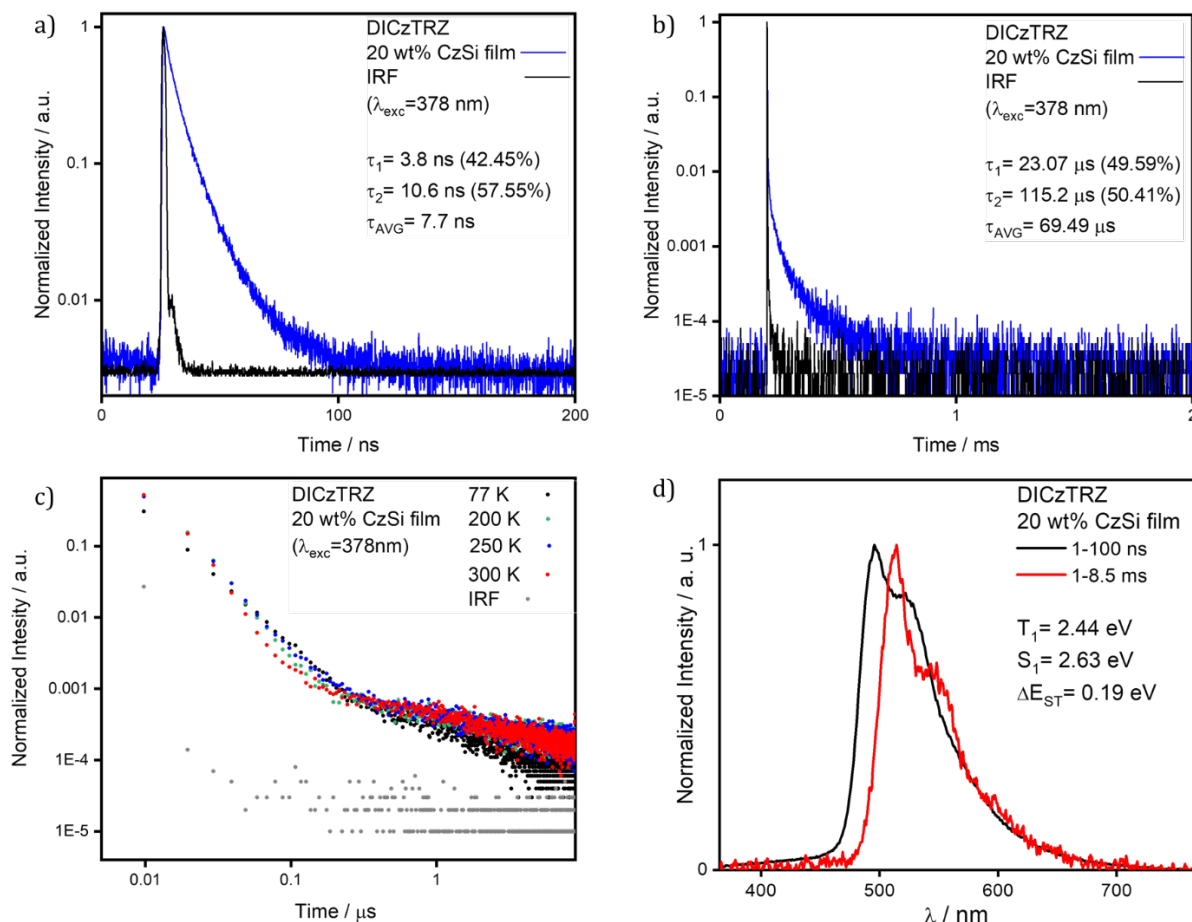 a)
DICzTRZ
20 wt% CzSi film
IRF
(λexc=378 nm)
τ1= 3.8 ns (42.45%)
τ2= 10.6 ns (57.55%)
τAVG= 7.7 ns
Normalized Intensity / a.u.
1
0.1
0.01
0
100
200
Time / ns
b)
DICzTRZ
20 wt% CzSi film
IRF
(λexc=378 nm)
τ1= 23.07 μs (49.59%)
τ2= 115.2 μs (50.41%)
τAVG= 69.49 μs
Normalized Intensity / a.u.
1
0.1
0.01
0.001
1E-4
1E-5
0
1
2
Time / ms
c)
DICzTRZ
20 wt% CzSi film
(λexc=378nm)
77 K
200 K
250 K
300 K
IRF
Normalized Intesity / a.u.
0.1
0.01
0.001
1E-4
1E-5
0.01
0.1
1
Time / μs
d)
DICzTRZ
20 wt% CzSi film
1-100 ns
1-8.5 ms
T1= 2.44 eV
S1= 2.63 eV
ΔEST= 0.19 eV
Normalized Intensity / a. u.
1
0
400
500
600
700
λ / nm